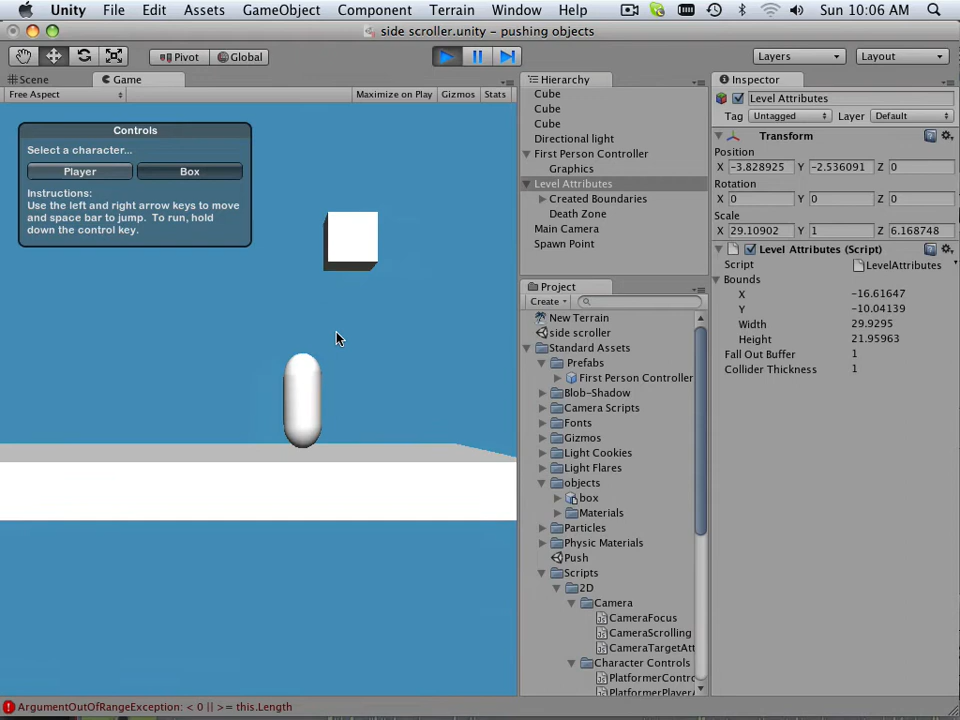 Unity File Edit Assets GameObject Component Terrain Window Help Sun 10:06 AM
side scroller.unity – pushing objects
Pivot Global Layers Layout
Scene Game
Free Aspect Maximize on Play Gizmos Stats
Controls
Select a character...
Player Box
Instructions:
Use the left and right arrow keys to move
and space bar to jump. To run, hold
down the control key.
Hierarchy
Cube
Cube
Cube
Directional light
First Person Controller
Graphics
Level Attributes
Created Boundaries
Death Zone
Main Camera
Spawn Point
Project
Create
New Terrain
side scroller
Standard Assets
Prefabs
First Person Controller
Blob-Shadow
Camera Scripts
Fonts
Gizmos
Light Cookies
Light Flares
objects
box
Materials
Particles
Physic Materials
Push
Scripts
2D
Camera
CameraFocus
CameraScrolling
CameraTargetAtt
Character Controls
PlatformerContro
PlatformerPlayer
Inspector
Level Attributes
Tag Untagged Layer Default
Transform
Position
X -3.828925 Y -2.536091 Z 0
Rotation
X 0 Y 0 Z 0
Scale
X 29.10902 Y 1 Z 6.168748
Level Attributes (Script)
Script LevelAttributes
Bounds
X -16.61647
Y -10.04139
Width 29.9295
Height 21.95963
Fall Out Buffer 1
Collider Thickness 1
ArgumentOutOfRangeException: < 0 || >= this.Length